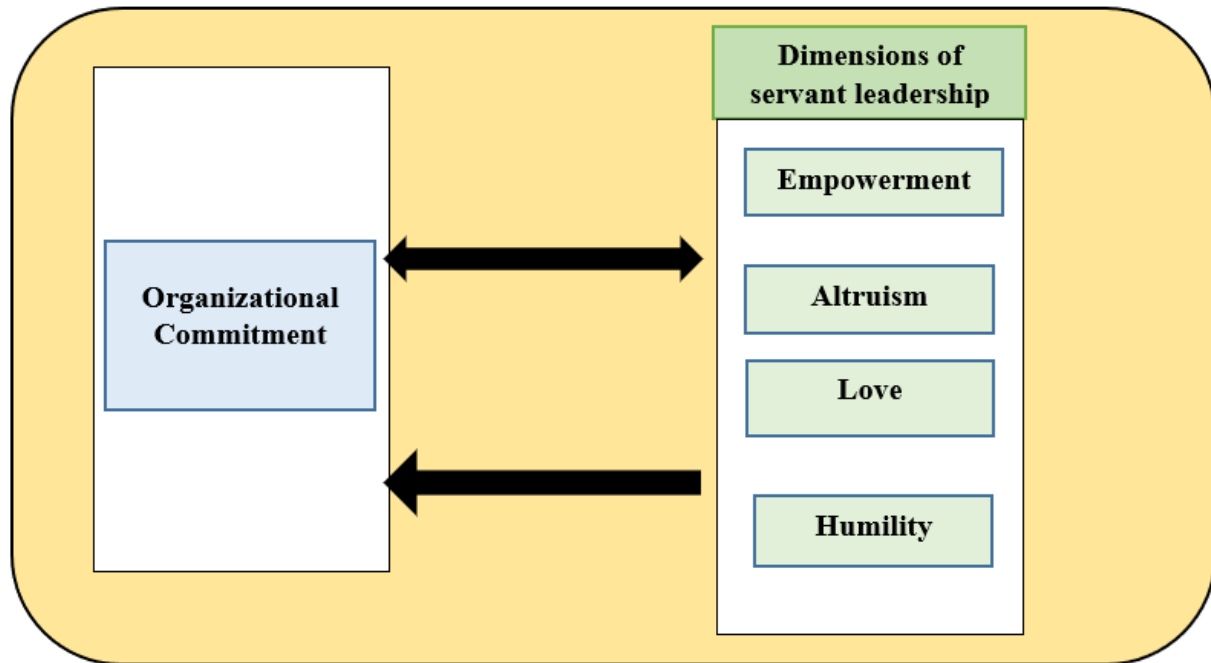 Dimensions of
servant leadership
Empowerment
Organizational
Commitment
Altruism
Love
Humility